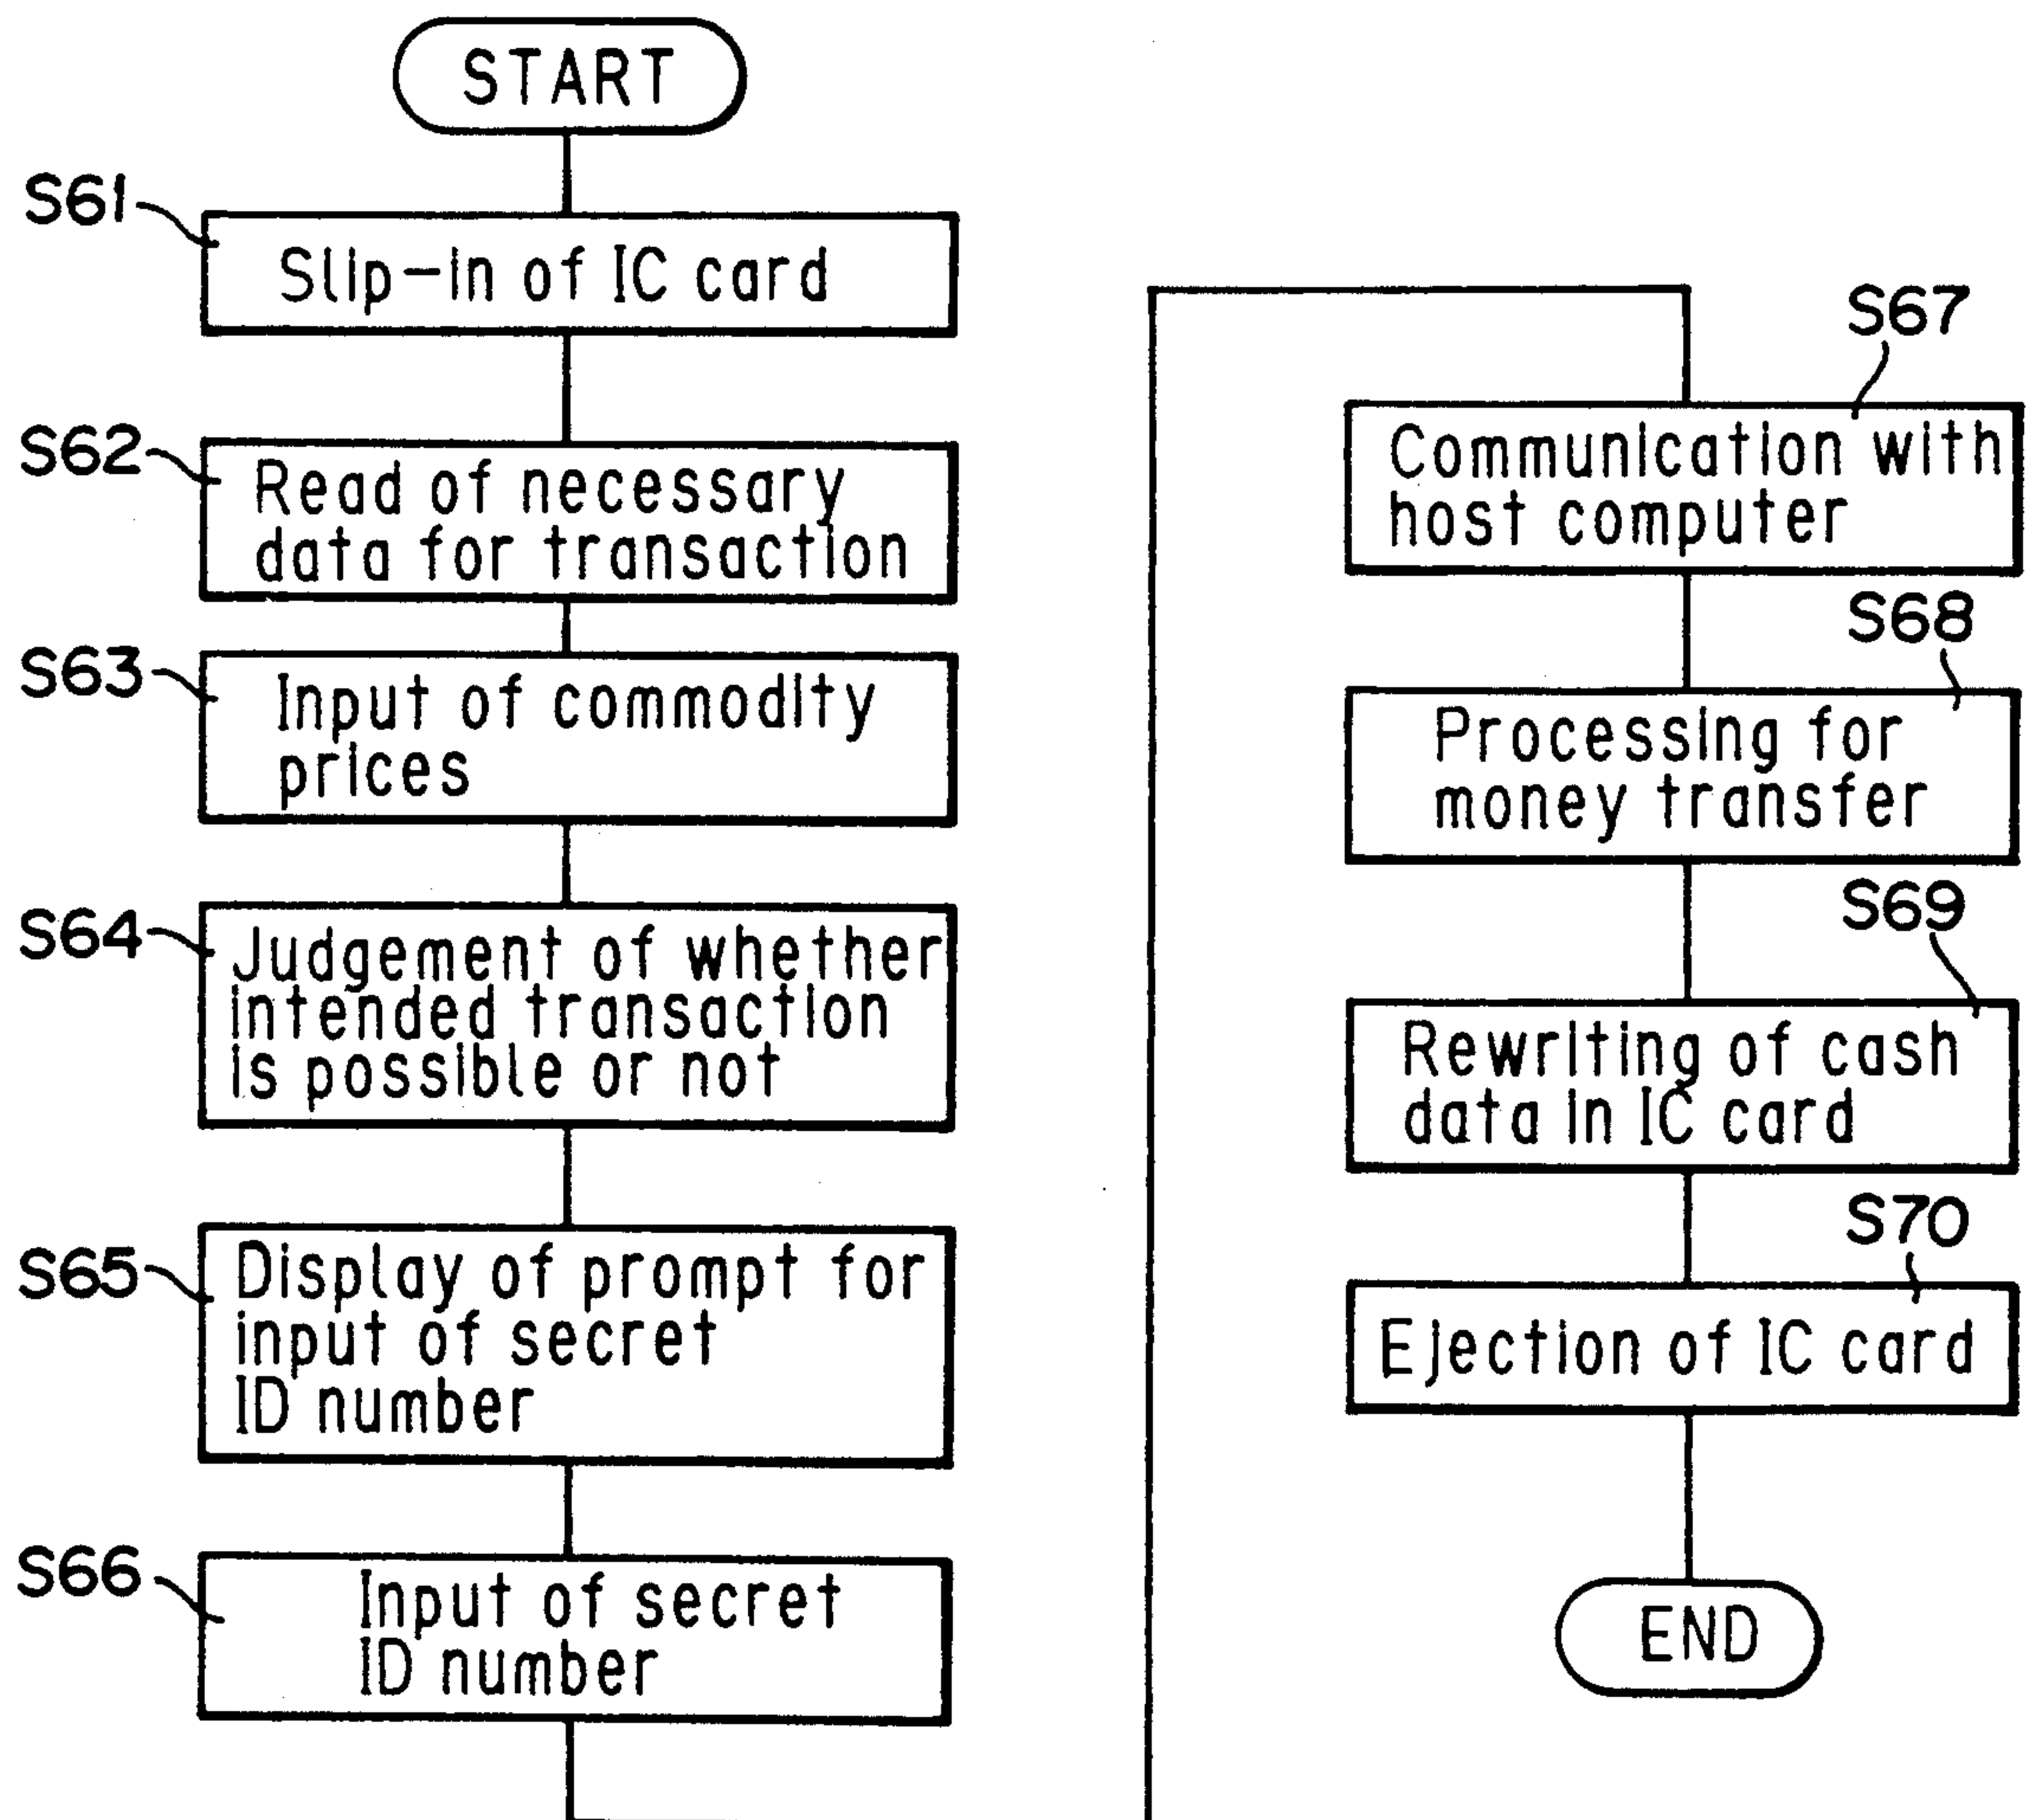 START
S61
Slip-in of IC card
S62
Read of necessary
data for transaction
S63
Input of commodity
prices
S64
Judgement of whether
intended transaction
is possible or not
S65
Display of prompt for
input of secret
ID number
S66
Input of secret
ID number
S67
Communication with
host computer
S68
Processing for
money transfer
S69
Rewriting of cash
data in IC card
S70
Ejection of IC card
END